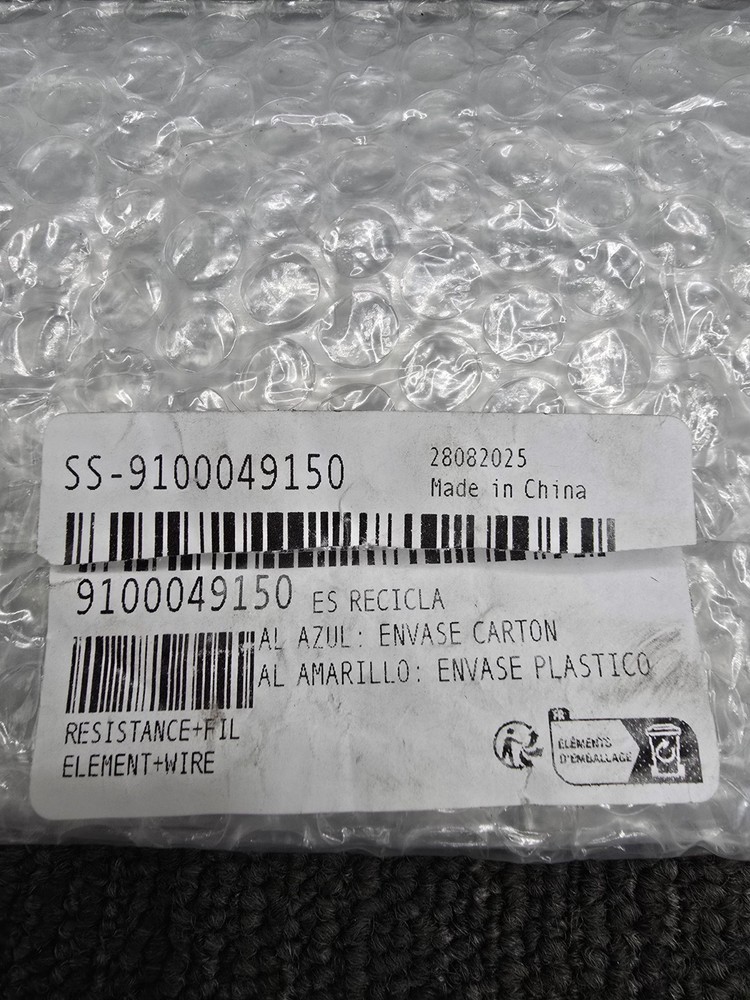 SS-9100049150
28082025
Made in China
9100049150 ES RECICLA
AL AZUL: ENVASE CARTON
AL AMARILLO: ENVASE PLASTICO
RESISTANCE+FIL
ELEMENT+WIRE
FR
ÉLÉMENTS
D'EMBALLAGE